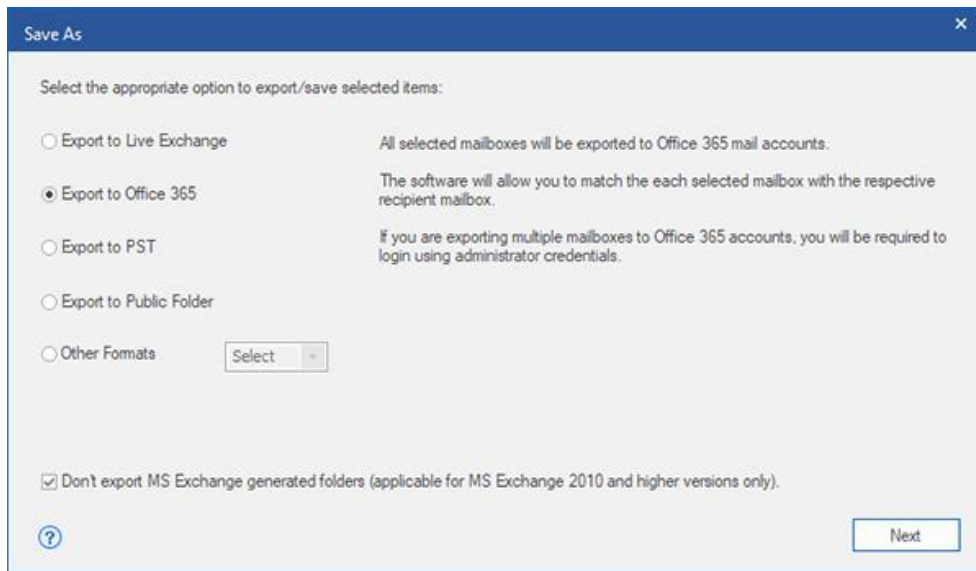 Save As
Select the appropriate option to export/save selected items:
Export to Live Exchange
All selected mailboxes will be exported to Office 365 mail accounts.
Export to Office 365
The software will allow you to match the each selected mailbox with the respective
recipient mailbox.
Export to PST
If you are exporting multiple mailboxes to Office 365 accounts, you will be required to
login using administrator credentials.
Export to Public Folder
Other Formats
Select
Don't export MS Exchange generated folders (applicable for MS Exchange 2010 and higher versions only).
?
Next